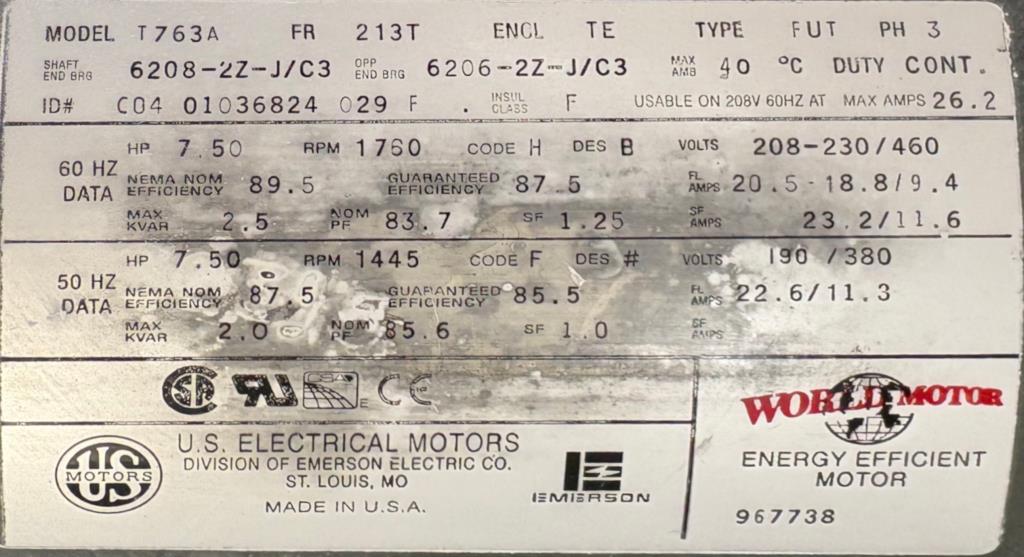 MODEL T763A FR 213T ENCL TE TYPE FUT PH 3
SHAFT END BRG 6208-2Z-J/C3 OPP END BRG 6206-2Z-J/C3 MAX AMB 40 °C DUTY CONT.
ID# C04 01036824 029 F . INSUL CLASS F USABLE ON 208V 60HZ AT MAX AMPS 26.2
60 HZ DATA
HP 7.50 RPM 1760 CODE H DES B VOLTS 208-230/460
NEMA NOM EFFICIENCY 89.5 GUARANTEED EFFICIENCY 87.5 FL AMPS 20.5-18.8/9.4
MAX KVAR 2.5 NOM PF 83.7 SF 1.25 SF AMPS 23.2/11.6
50 HZ DATA
HP 7.50 RPM 1445 CODE F DES # VOLTS 190 /380
NEMA NOM EFFICIENCY 87.5 GUARANTEED EFFICIENCY 85.5 FL AMPS 22.6/11.3
MAX KVAR 2.0 NOM PF 85.6 SF 1.0 SF AMPS
E CE
US MOTORS
U.S. ELECTRICAL MOTORS
DIVISION OF EMERSON ELECTRIC CO.
ST. LOUIS, MO
MADE IN U.S.A.
EMERSON
WORLD MOTOR
ENERGY EFFICIENT
MOTOR
967738